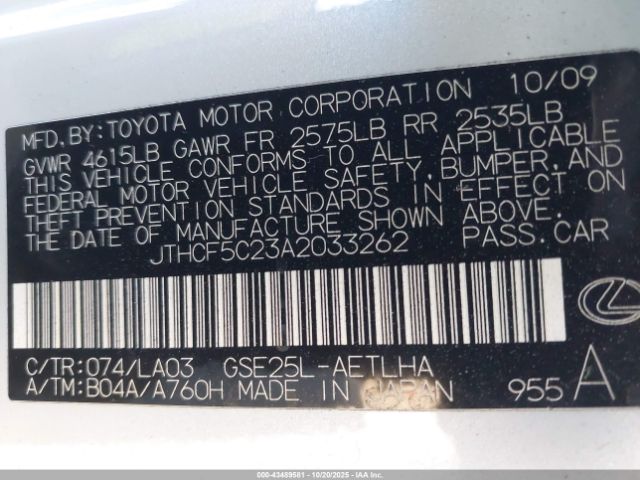 MFD.BY:TOYOTA MOTOR CORPORATION 10/09
GVWR 4615LB GAWR FR 2575LB RR 2535LB
THIS VEHICLE CONFORMS TO ALL APPLICABLE
FEDERAL MOTOR VEHICLE SAFETY,BUMPER,AND
THEFT PREVENTION STANDARDS IN EFFECT ON
THE DATE OF MANUFACTURE SHOWN ABOVE.
JTHCF5C23A2033262 PASS.CAR
C/TR:074/LA03 GSE25L-AETLHA
A/TM:B04A/A760H MADE IN JAPAN 955 A
000-43489581 | 10/20/2025 | IAAI.COM